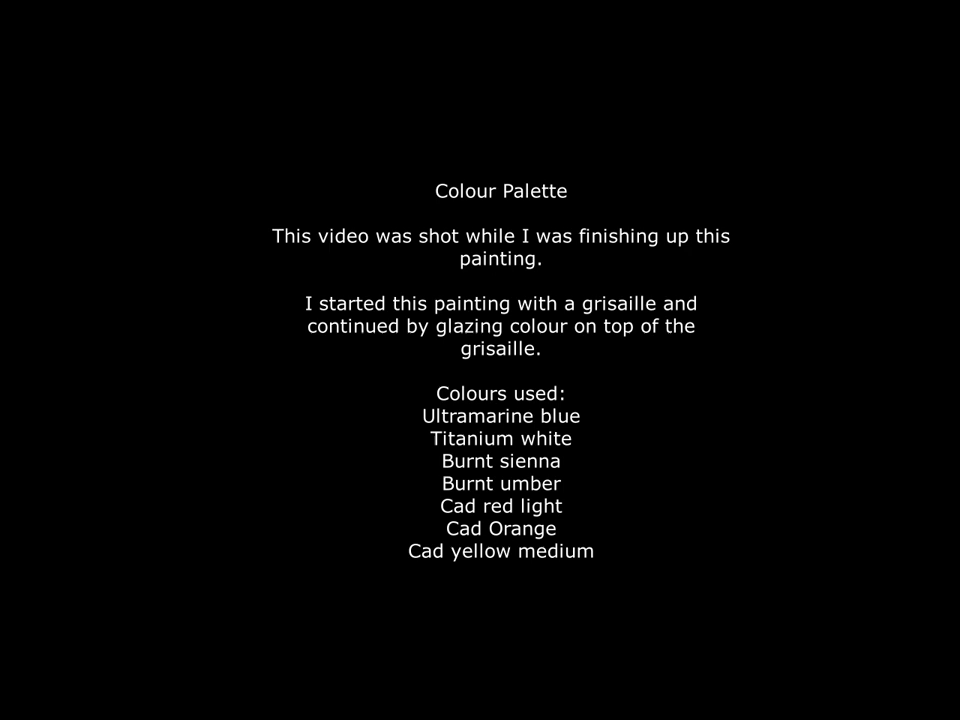 Colour Palette
This video was shot while I was finishing up this
painting.
I started this painting with a grisaille and
continued by glazing colour on top of the
grisaille.
Colours used:
Ultramarine blue
Titanium white
Burnt sienna
Burnt umber
Cad red light
Cad Orange
Cad yellow medium